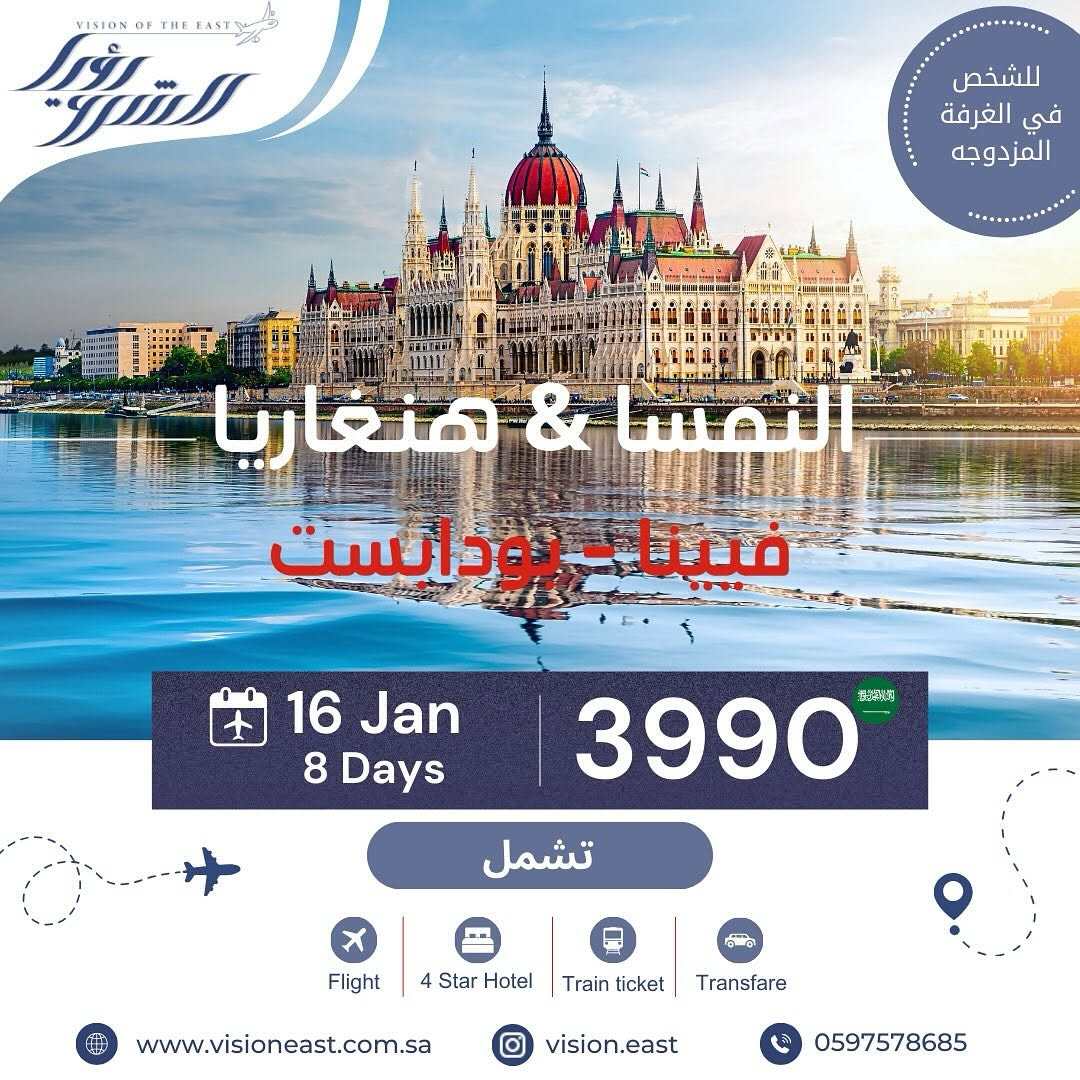 VISION OF THE EAST
رؤيا الشرق
للشخص
في الغرفة
المزدوجه
النمسا & هنغاريا
فيينا - بودابست
16 Jan
8 Days
3990
تشمل
Flight
4 Star Hotel
Train ticket
Transfare
www.visioneast.com.sa
vision.east
0597578685